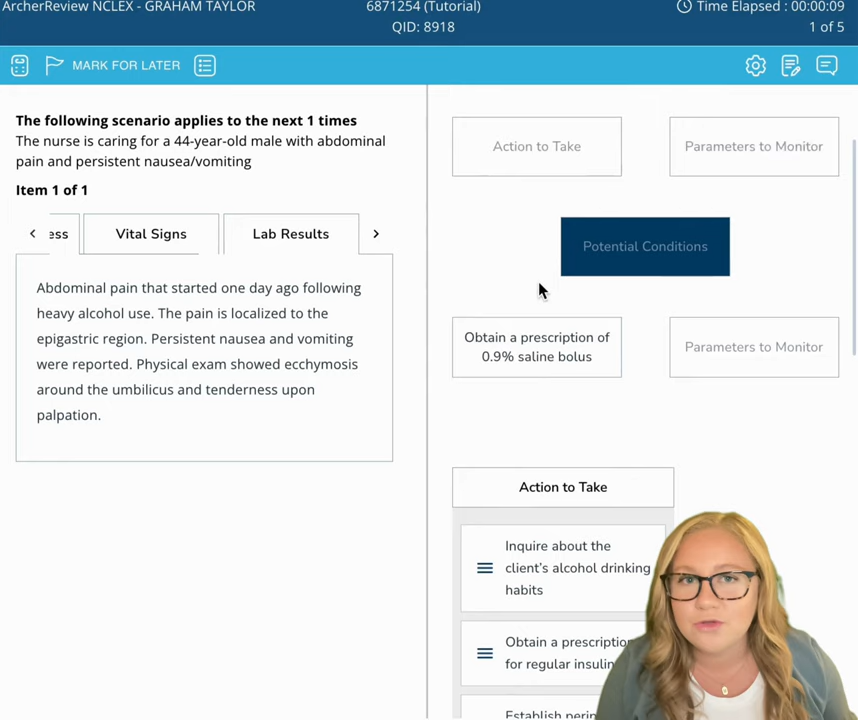 ArcherReview NCLEX - GRAHAM TAYLOR
6871254 (Tutorial)
Time Elapsed : 00:00:09
QID: 8918
1 of 5
MARK FOR LATER
The following scenario applies to the next 1 times
The nurse is caring for a 44-year-old male with abdominal
pain and persistent nausea/vomiting
Item 1 of 1
ess
Vital Signs
Lab Results
Abdominal pain that started one day ago following
heavy alcohol use. The pain is localized to the
epigastric region. Persistent nausea and vomiting
were reported. Physical exam showed ecchymosis
around the umbilicus and tenderness upon
palpation.
Action to Take
Parameters to Monitor
Potential Conditions
Obtain a prescription of
0.9% saline bolus
Parameters to Monitor
Action to Take
Inquire about the
client's alcohol drinking
habits
Obtain a prescription
for regular insulin
Establish